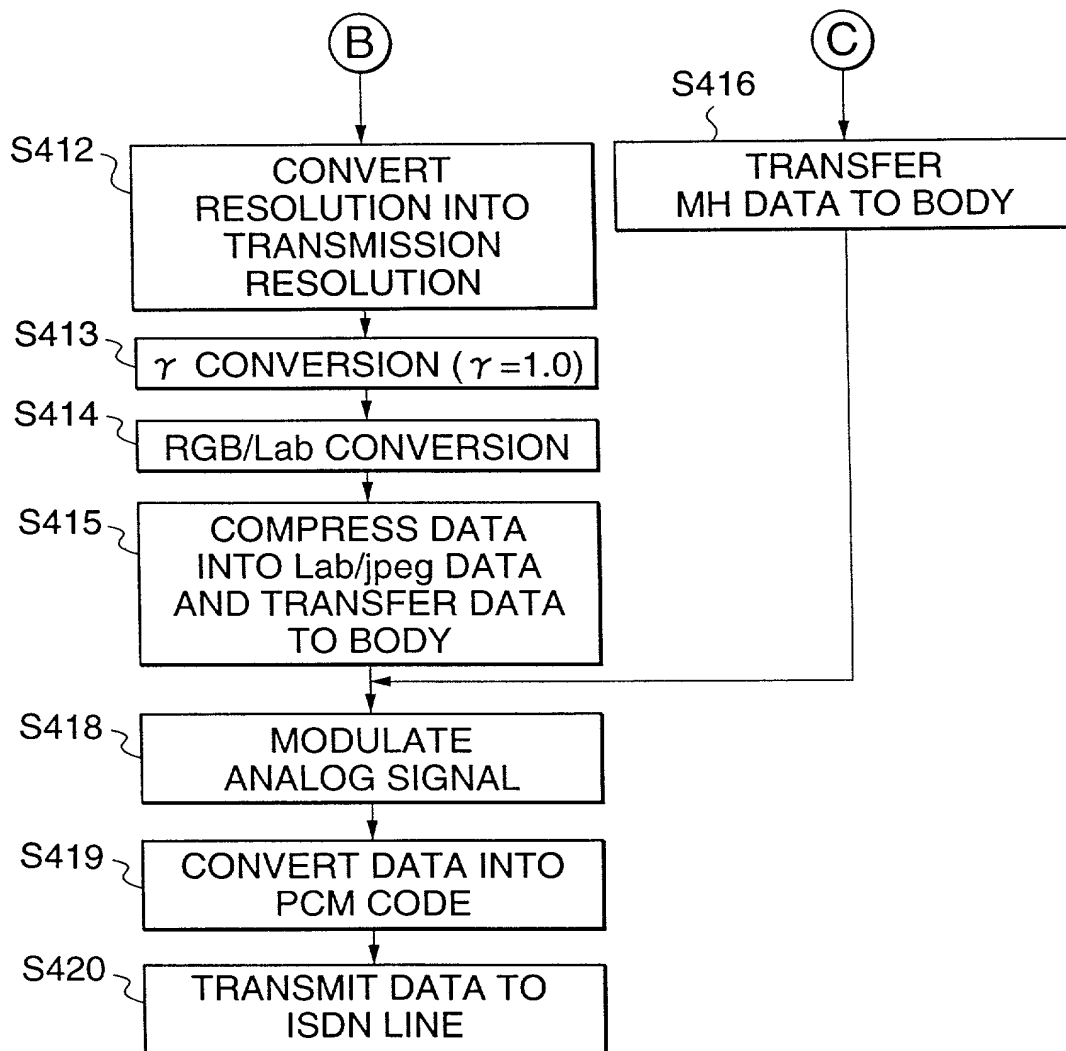 B
C
S416
S412
CONVERT
RESOLUTION INTO
TRANSMISSION
RESOLUTION
TRANSFER
MH DATA TO BODY
S413
γ CONVERSION (γ=1.0)
S414
RGB/Lab CONVERSION
S415
COMPRESS DATA
INTO Lab/jpeg DATA
AND TRANSFER DATA
TO BODY
S418
MODULATE
ANALOG SIGNAL
S419
CONVERT DATA INTO
PCM CODE
S420
TRANSMIT DATA TO
ISDN LINE